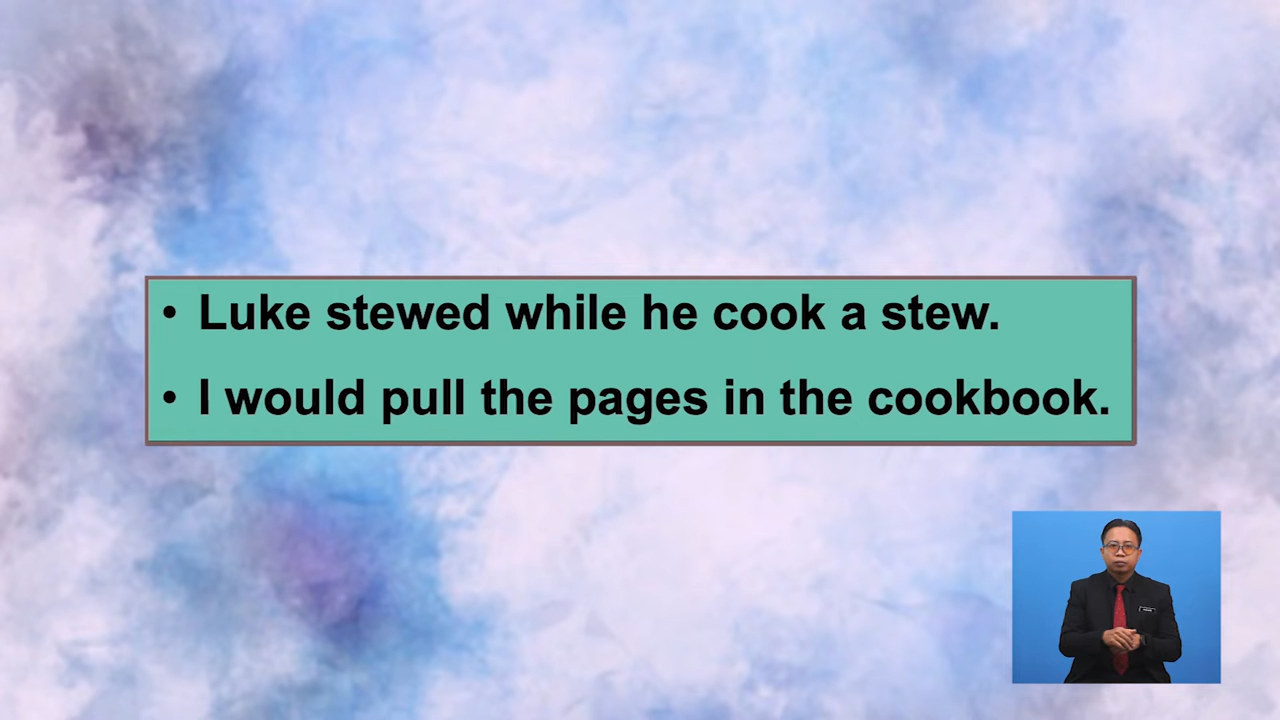 • Luke stewed while he cook a stew.
• I would pull the pages in the cookbook.